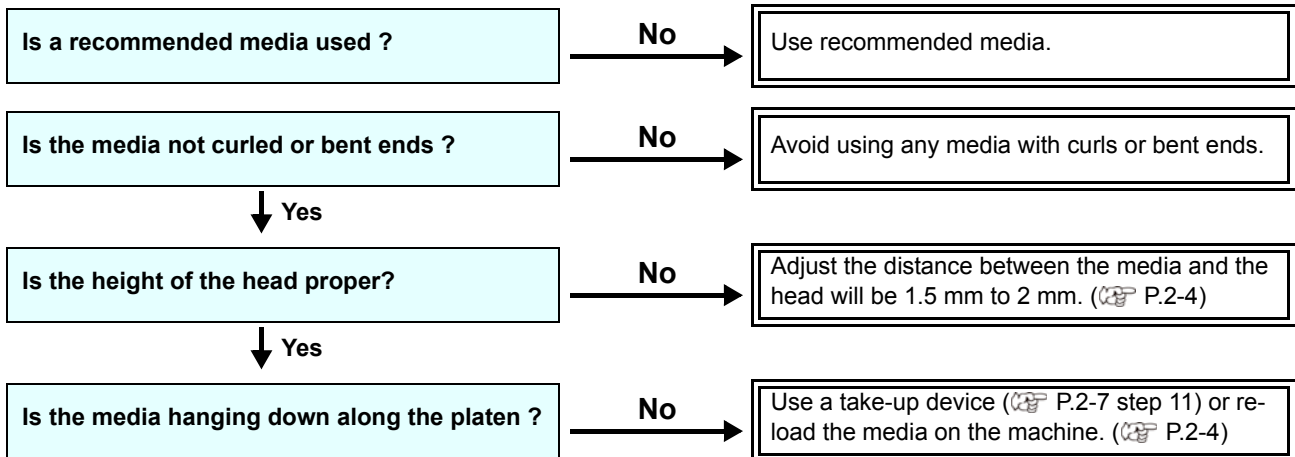 Is a recommended media used ?
No
Use recommended media.
Is the media not curled or bent ends ?
No
Avoid using any media with curls or bent ends.
Yes
Is the height of the head proper?
No
Adjust the distance between the media and the
head will be 1.5 mm to 2 mm. ( P.2-4)
Yes
Is the media hanging down along the platen ?
No
Use a take-up device ( P.2-7 step 11) or re-
load the media on the machine. ( P.2-4)